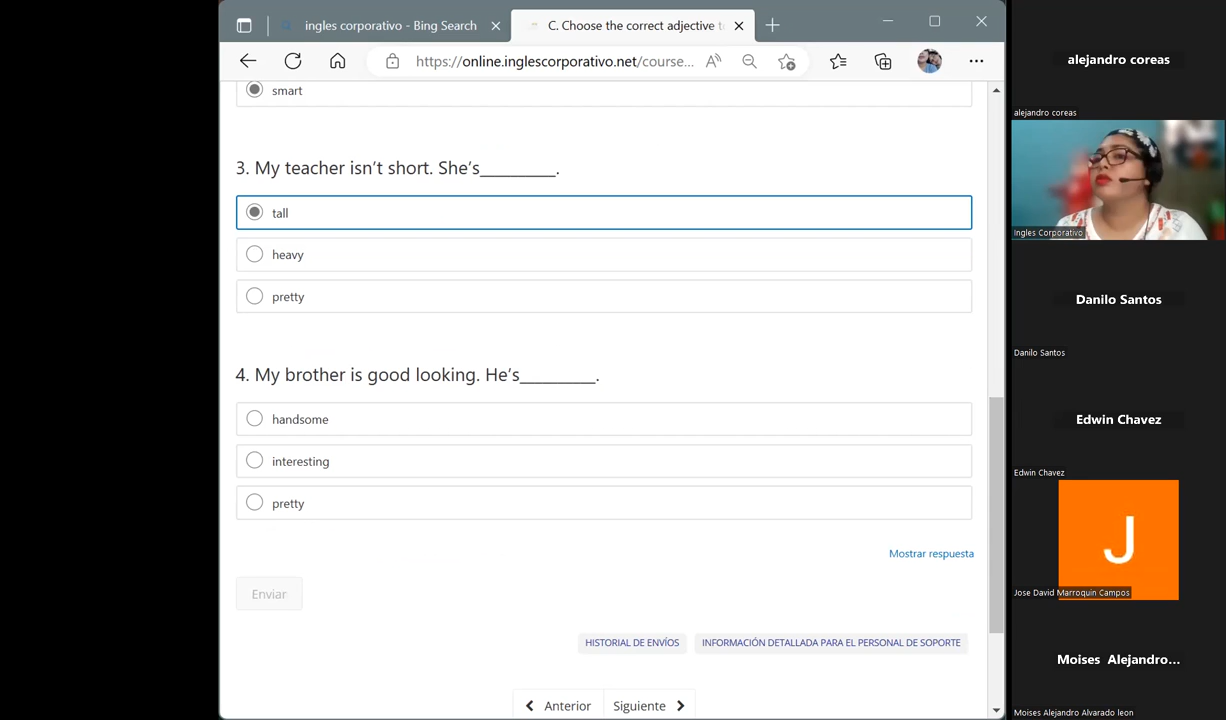 ingles corporativo - Bing Search
C. Choose the correct adjective t
https://online.inglescorporativo.net/course...
smart
3. My teacher isn't short. She's_________.
tall
heavy
pretty
4. My brother is good looking. He's_________.
handsome
interesting
pretty
Mostrar respuesta
Enviar
HISTORIAL DE ENVÍOS
INFORMACIÓN DETALLADA PARA EL PERSONAL DE SOPORTE
Anterior
Siguiente
alejandro coreas
alejandro coreas
Ingles Corporativo
Danilo Santos
Danilo Santos
Edwin Chavez
Edwin Chavez
J
Jose David Marroquin Campos
Moises Alejandro...
Moises Alejandro Alvarado leon